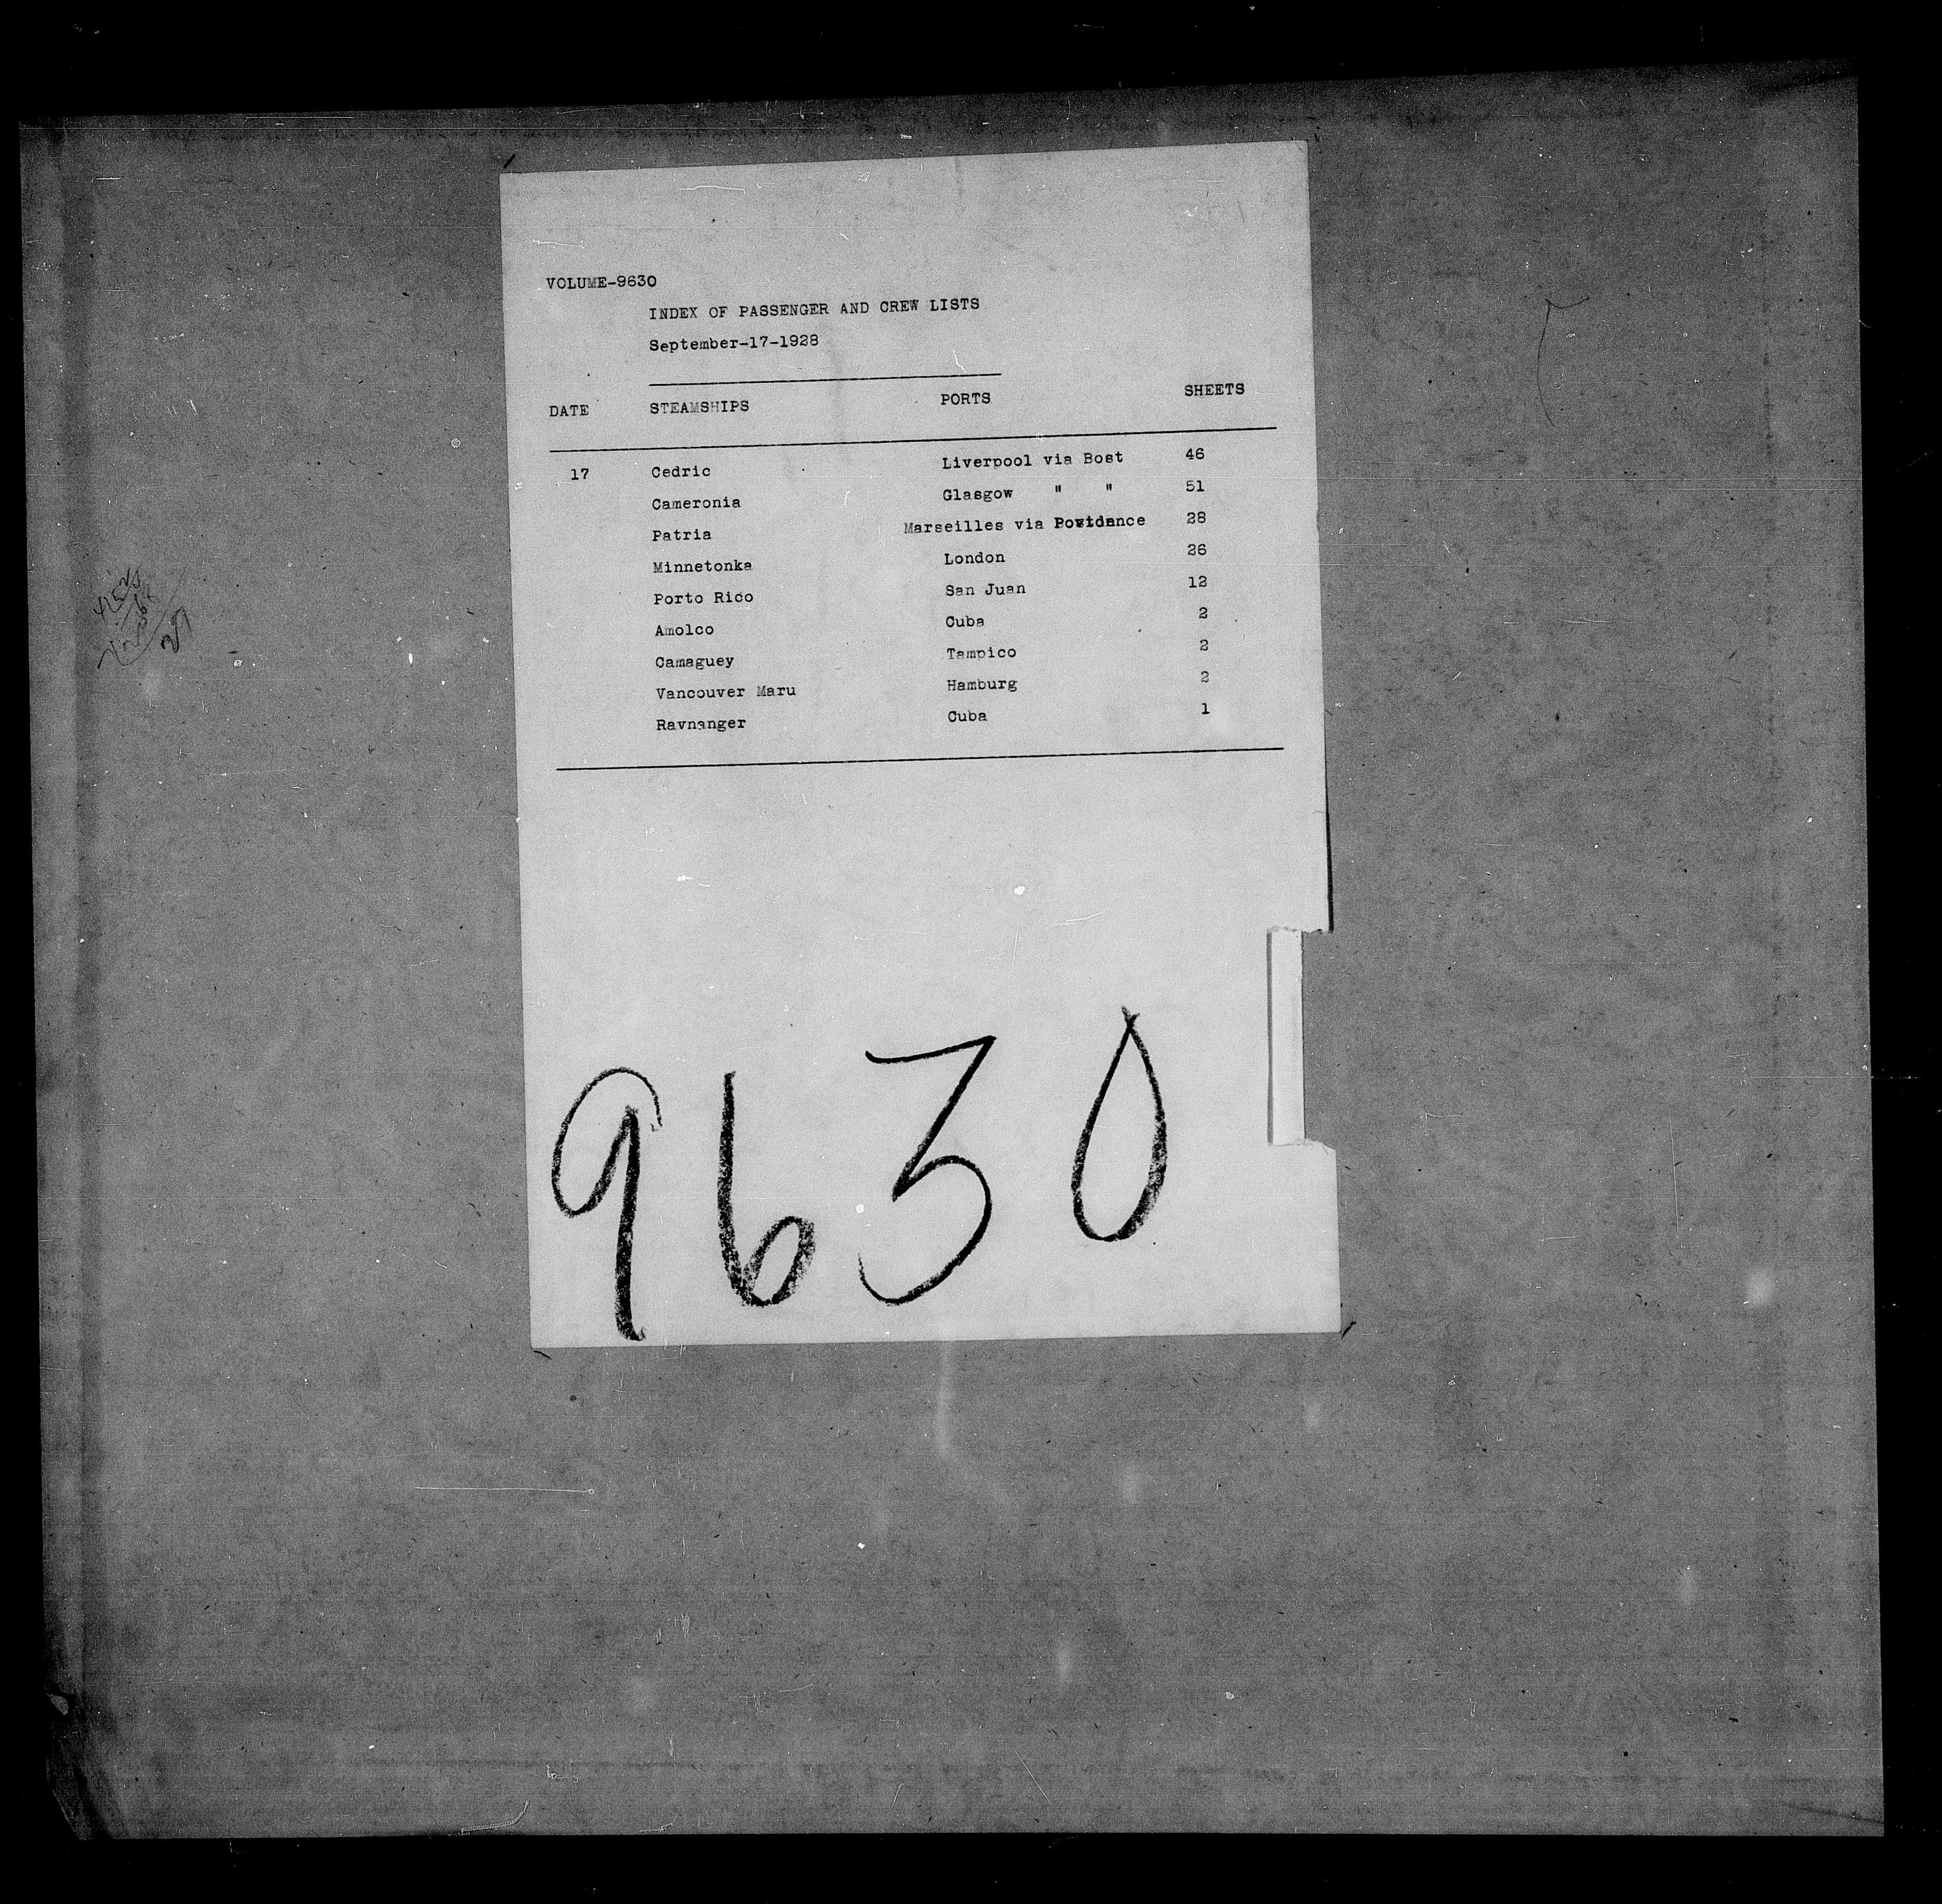 VOLUME-9630
INDEX OF PASSENGER AND CREW LISTS
September-17-1928
DATE STEAMSHIPS PORTS SHEETS
17 Cedric Liverpool via Bost 46
Cameronia Glasgow " " 51
Patria Marseilles via 28
Minnetonka London 26
Porto Rico San Juan 12
Amolco Cuba 2
Camaguey Tampico 2
Vancouver Maru Hamburg 2
Ravnanger Cuba 1
9630